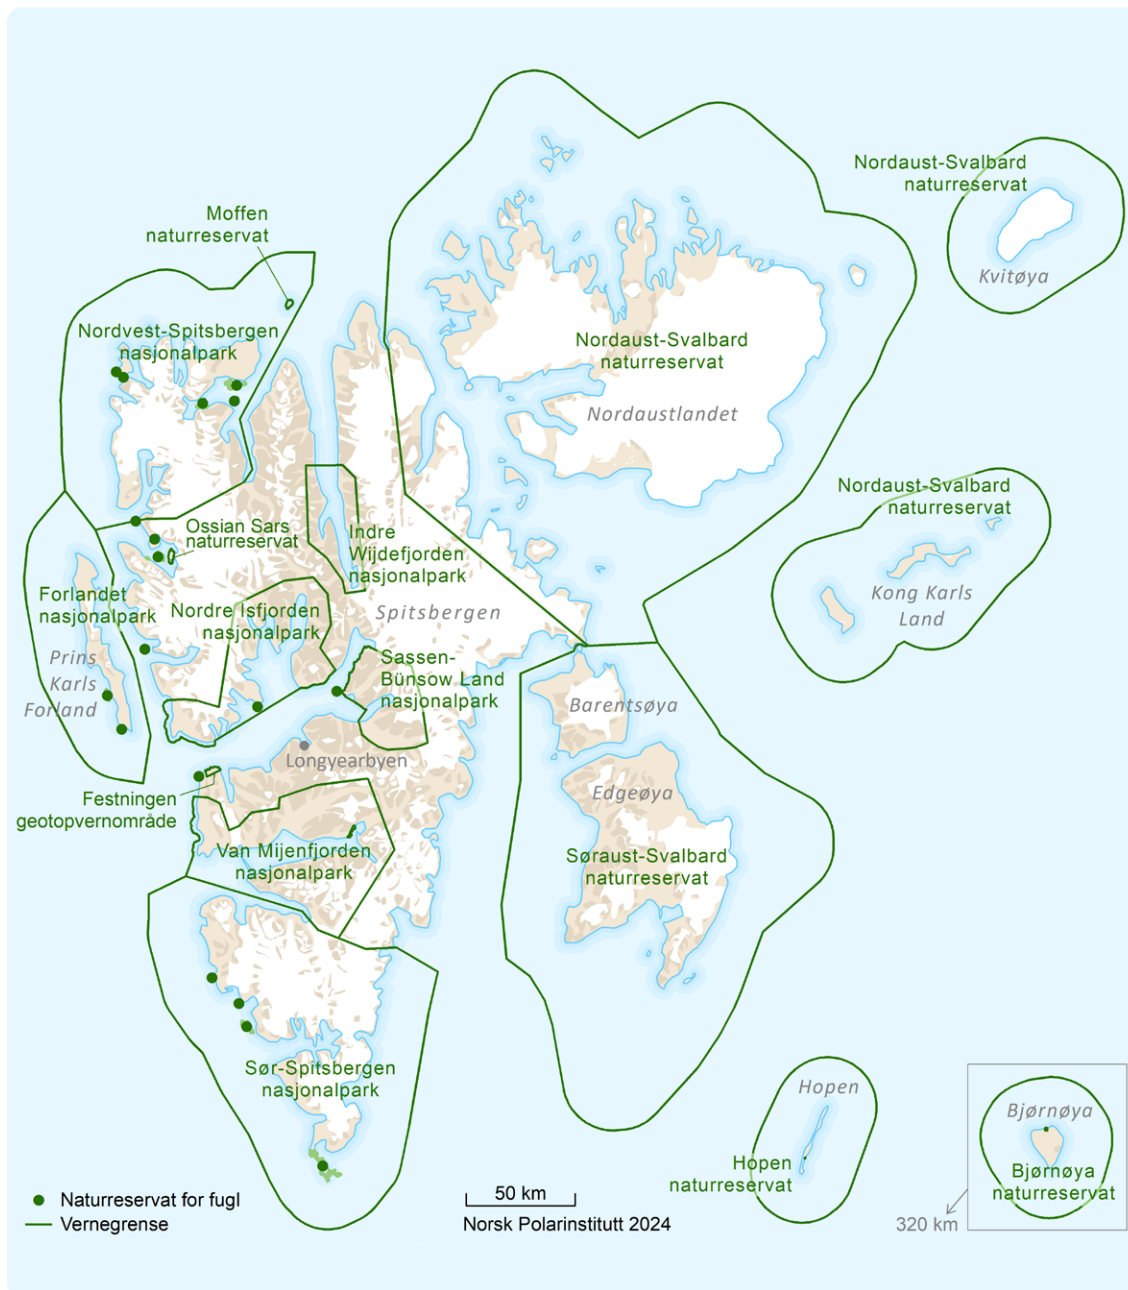 Nordaust-Svalbard
naturreservat
Kvitøya
Moffen
naturreservat
Nordvest-Spitsbergen
nasjonalpark
Nordaust-Svalbard
naturreservat
Nordaustlandet
Nordaust-Svalbard
naturreservat
Kong Karls
Land
Ossian Sars
naturreservat
Indre
Wijdefjorden
nasjonalpark
Forlandet
nasjonalpark
Nordre Isfjorden
nasjonalpark
Spitsbergen
Prins
Karls
Forland
Sassen-
Bünsow Land
nasjonalpark
Barentsøya
Longyearbyen
Edgeøya
Festningen
geotopvernområde
Van Mijenfjorden
nasjonalpark
Søraust-Svalbard
naturreservat
Sør-Spitsbergen
nasjonalpark
Hopen
Hopen
naturreservat
Bjørnøya
Bjørnøya
naturreservat
320 km
Naturreservat for fugl
Vernegrense
50 km
Norsk Polarinstitutt 2024